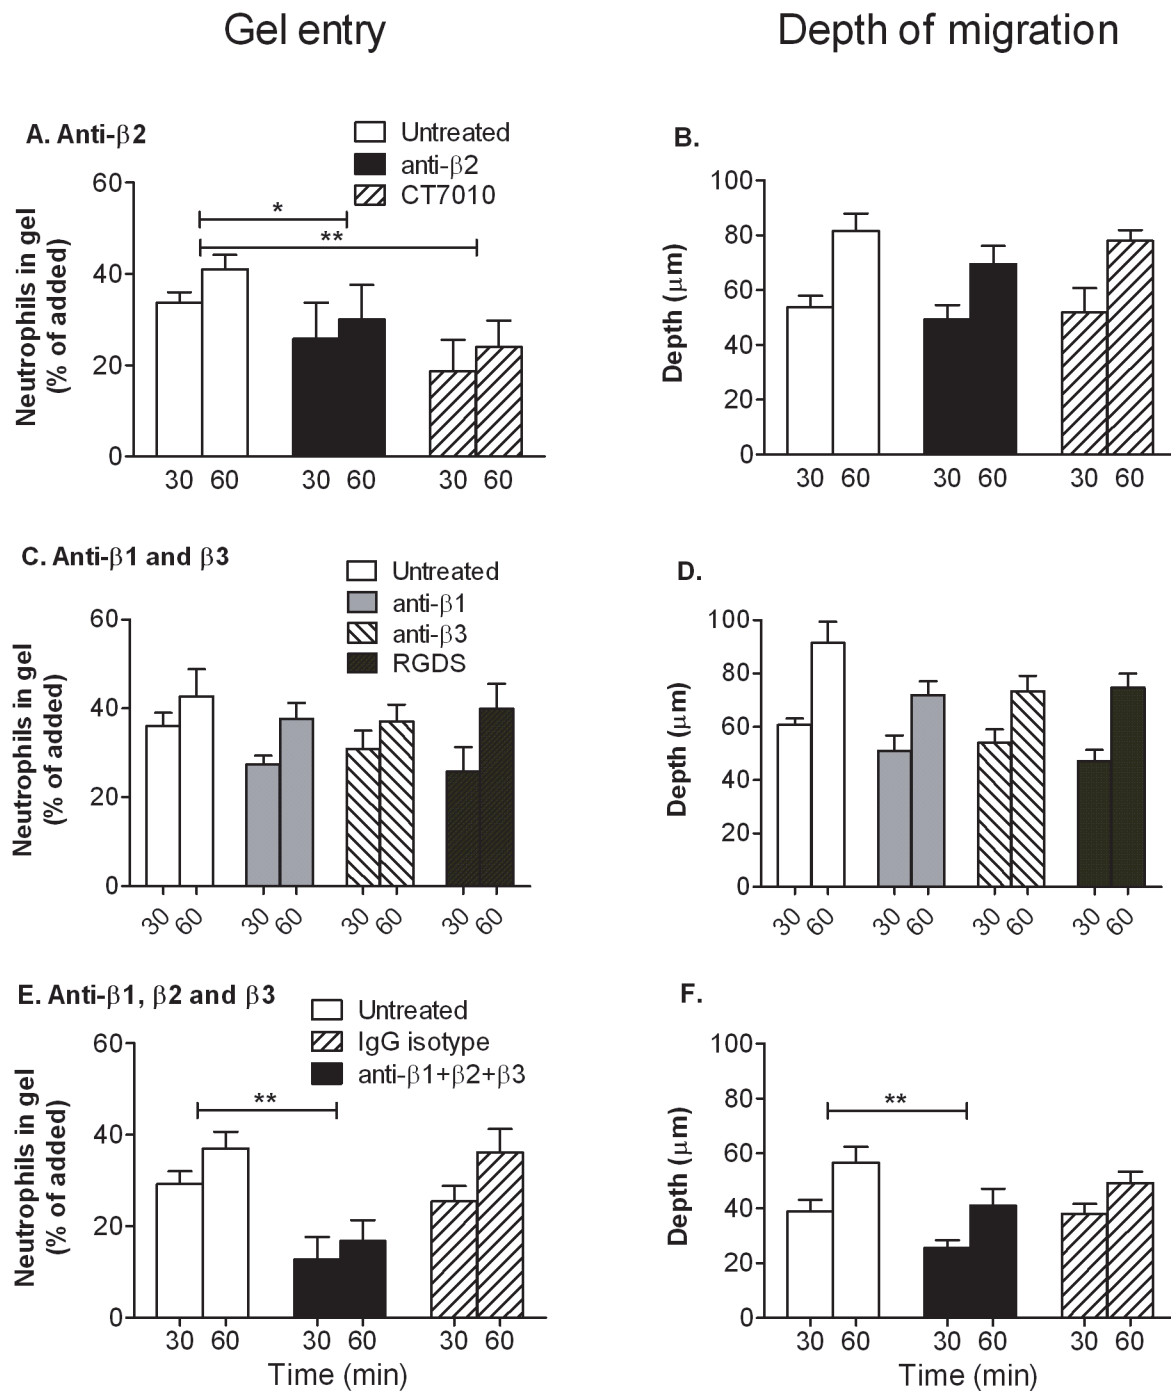 Gel entry
Depth of migration
A. Anti-β2
Untreated
anti-β2
CT7010
Neutrophils in gel
(% of added)
60
40
20
0
*
**
30 60 30 60 30 60
B.
Depth (μm)
100
80
60
40
20
0
30 60 30 60 30 60
C. Anti-β1 and β3
Untreated
anti-β1
anti-β3
RGDS
Neutrophils in gel
(% of added)
60
40
20
0
30 60 30 60 30 60 30 60
D.
Depth (μm)
100
80
60
40
20
0
30 60 30 60 30 60 30 60
E. Anti-β1, β2 and β3
Untreated
IgG isotype
anti-β1+β2+β3
Neutrophils in gel
(% of added)
60
40
20
0
**
30 60 30 60 30 60
Time (min)
F.
Depth (μm)
100
80
60
40
20
0
**
30 60 30 60 30 60
Time (min)